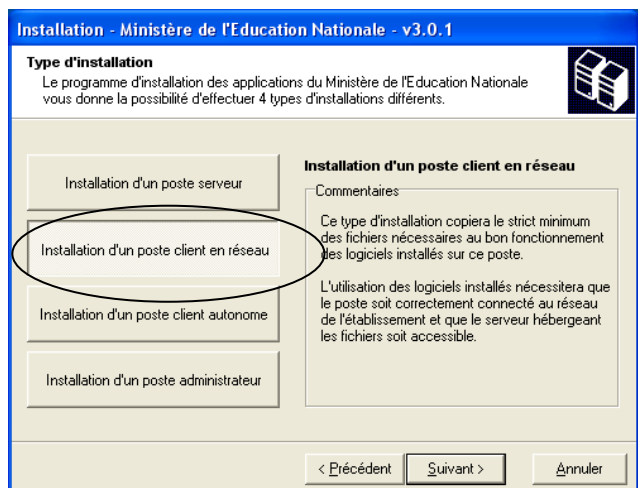 Installation - Ministère de l'Education Nationale - v3.0.1
Type d'installation
Le programme d'installation des applications du Ministère de l'Education Nationale
vous donne la possibilité d'effectuer 4 types d'installations différents.
Installation d'un poste serveur
Installation d'un poste client en réseau
Installation d'un poste client autonome
Installation d'un poste administrateur
Installation d'un poste client en réseau
Commentaires
Ce type d'installation copiera le strict minimum
des fichiers nécessaires au bon fonctionnement
des logiciels installés sur ce poste.
L'utilisation des logiciels installés nécessitera que
le poste soit correctement connecté au réseau
de l'établissement et que le serveur hébergeant
les fichiers soit accessible.
< Précédent
Suivant >
Annuler